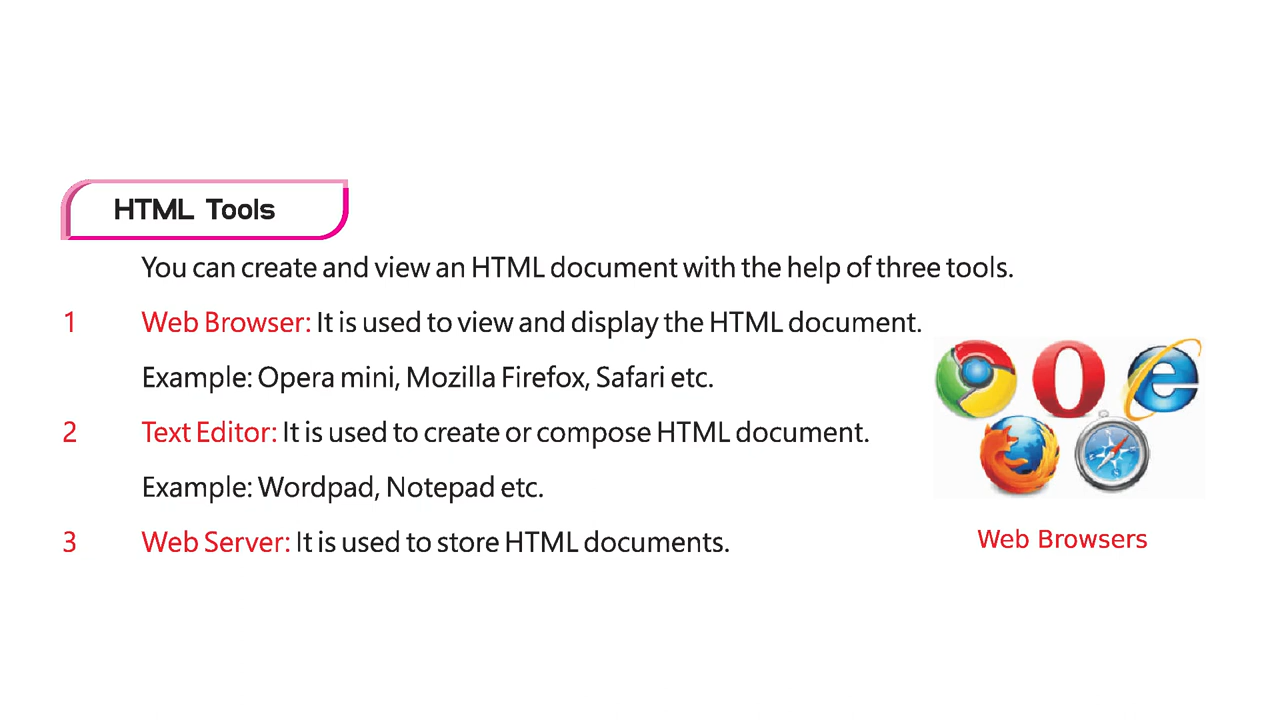 HTML Tools
You can create and view an HTML document with the help of three tools.
1 Web Browser: It is used to view and display the HTML document.
Example: Opera mini, Mozilla Firefox, Safari etc.
2 Text Editor: It is used to create or compose HTML document.
Example: Wordpad, Notepad etc.
3 Web Server: It is used to store HTML documents.
Web Browsers